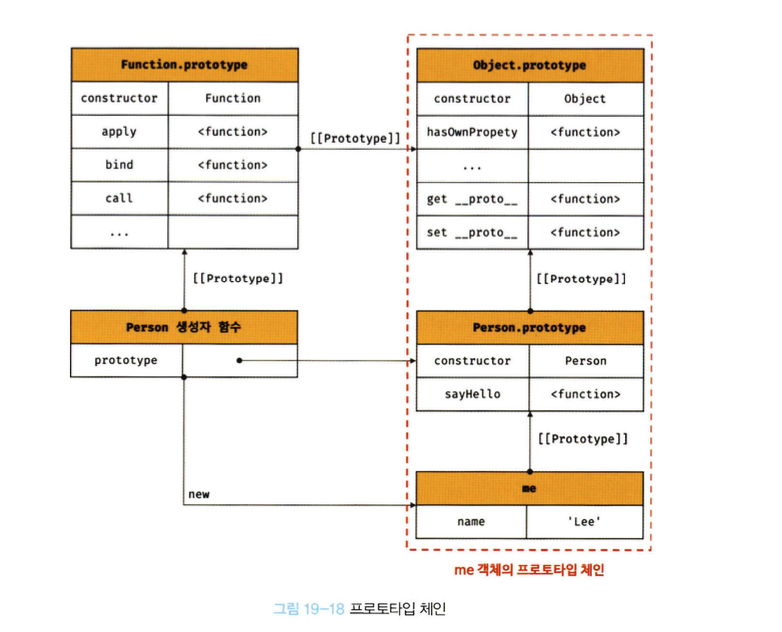 Function.prototype
constructor Function
apply <function>
bind <function>
call <function>
...
[[Prototype]]
Object.prototype
constructor Object
hasOwnPropety <function>
...
get __proto__ <function>
set __proto__ <function>
[[Prototype]]
[[Prototype]]
Person 생성자 함수
prototype
Person.prototype
constructor Person
sayHello <function>
[[Prototype]]
new
me
name 'Lee'
me 객체의 프로토타입 체인
그림 19-18 프로토타입 체인